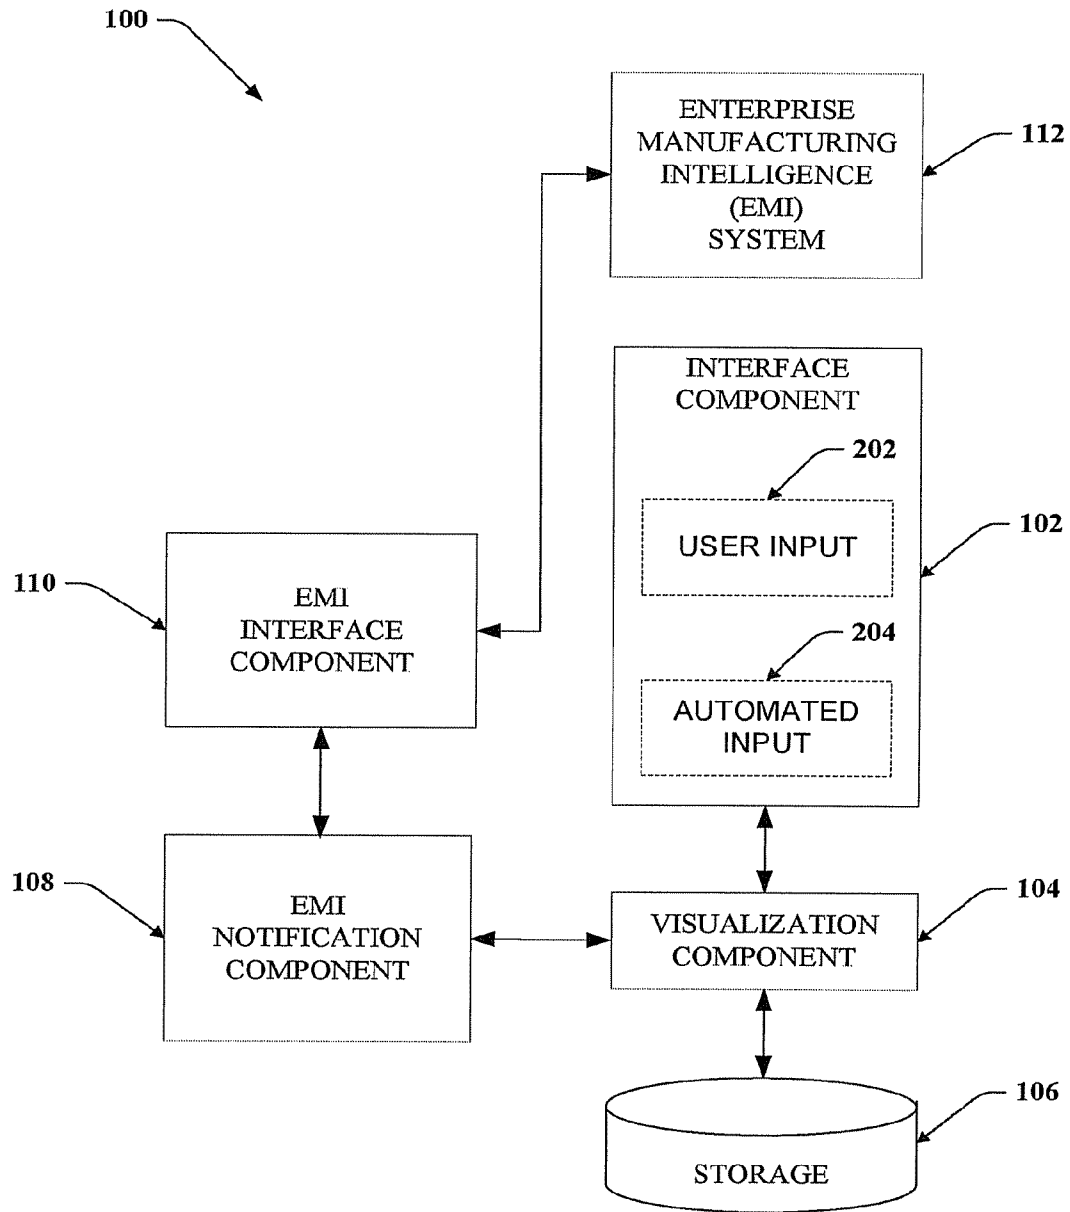 100
ENTERPRISE
MANUFACTURING
INTELLIGENCE
(EMI)
SYSTEM
112
INTERFACE
COMPONENT
202
USER INPUT
102
204
AUTOMATED
INPUT
110
EMI
INTERFACE
COMPONENT
108
EMI
NOTIFICATION
COMPONENT
VISUALIZATION
COMPONENT
104
106
STORAGE